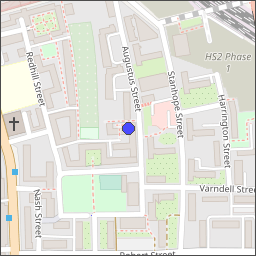 HS2 Phase
1
Redhill Street
Augustus Street
Stanhope Street
Harrington Street
Nash Street
Varndell Street
Robert Street